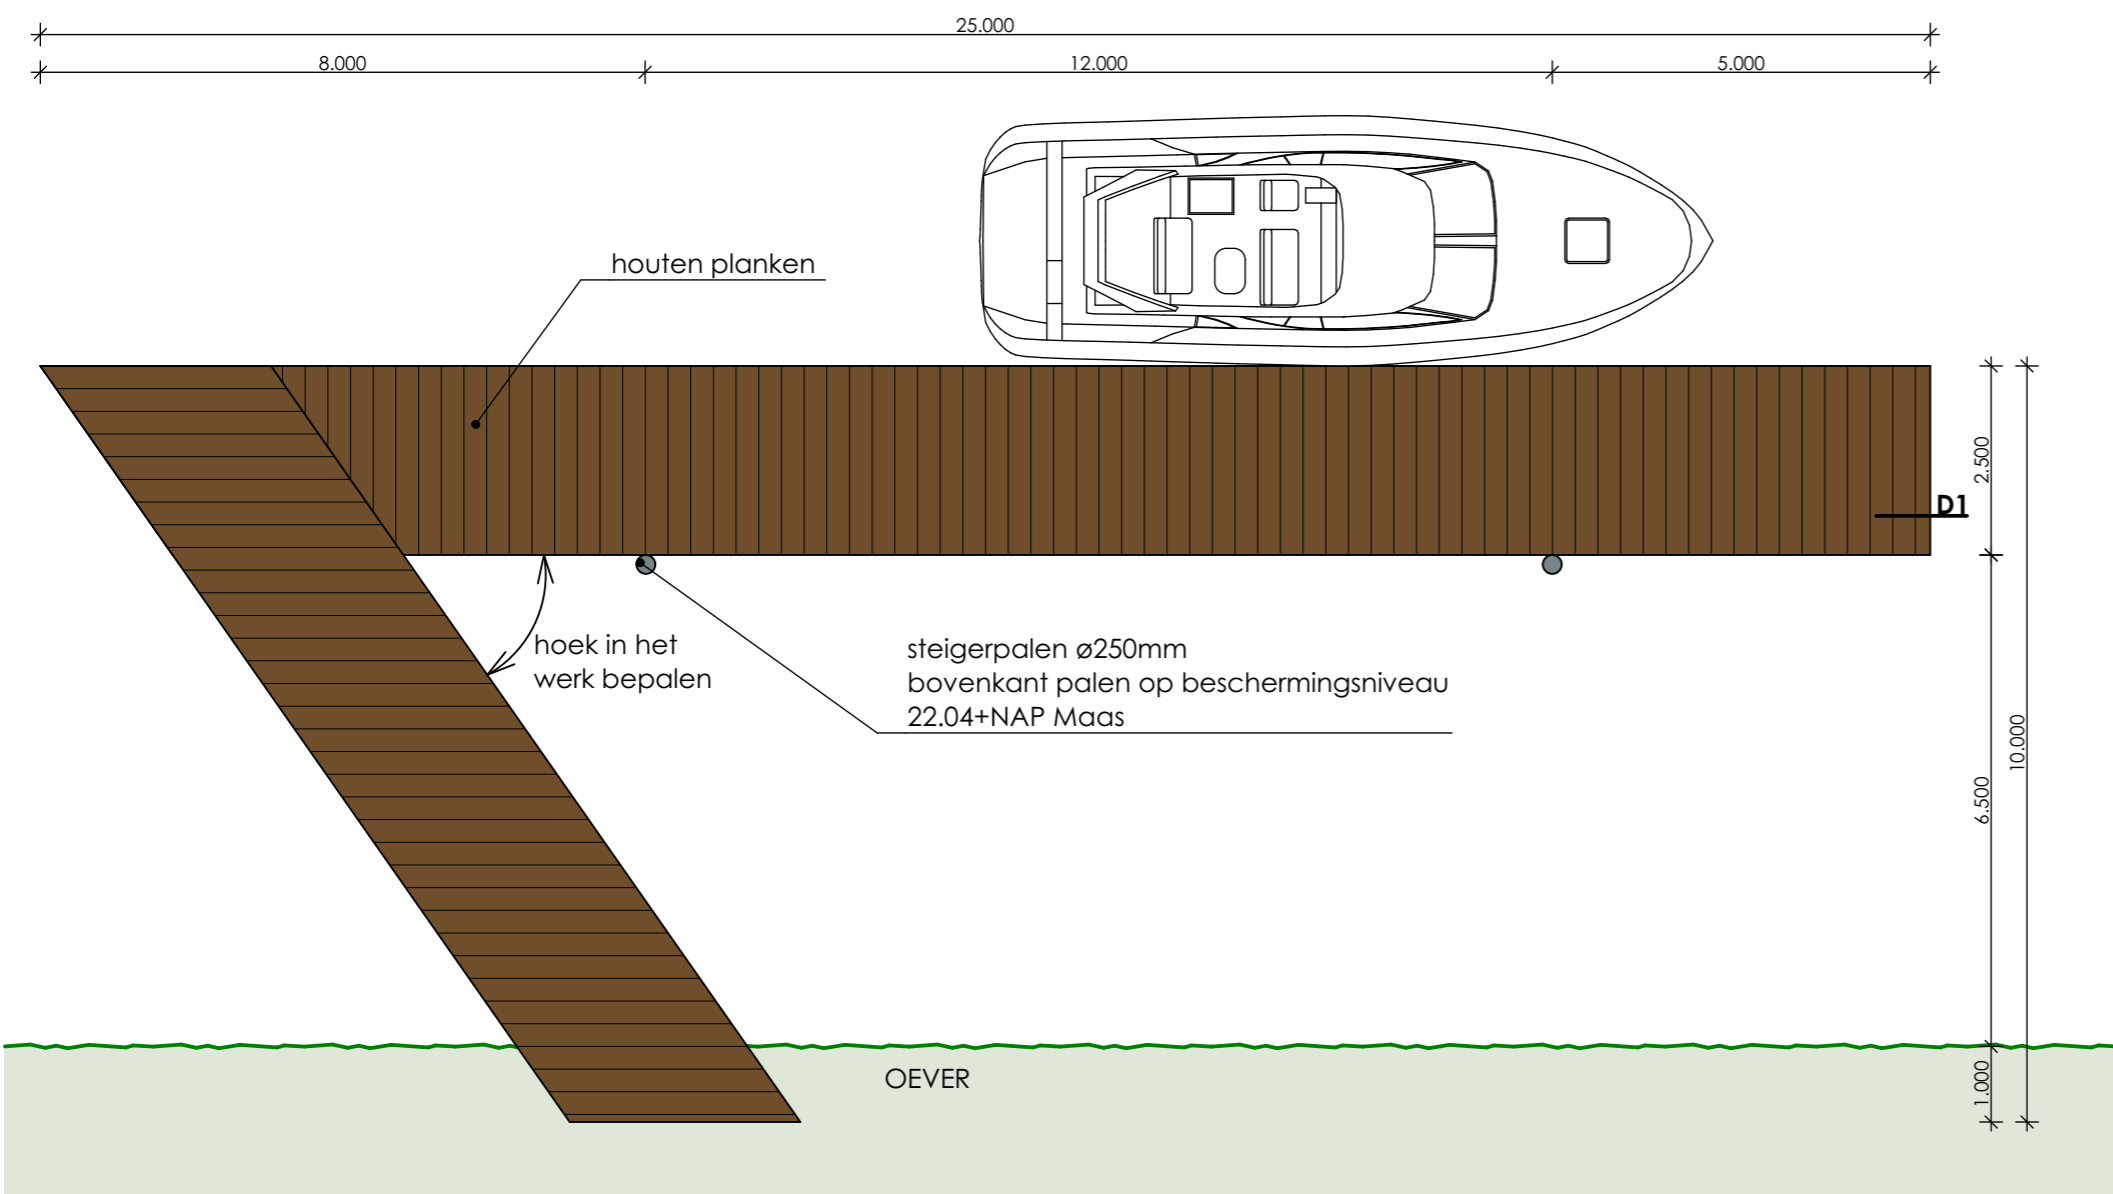 25.000
8.000
12.000
5.000
houten planken
2.500
D1
hoek in het
werk bepalen
steigerpalen ø250mm
bovenkant palen op beschermingsniveau
22.04+NAP Maas
10.000
6.500
OEVER
1.000